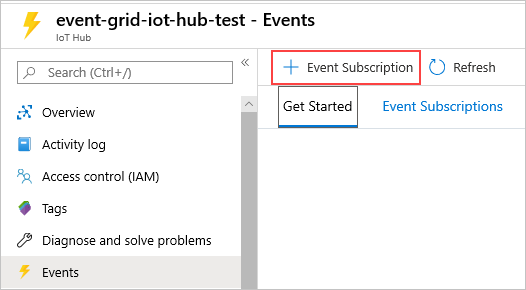 event-grid-iot-hub-test - Events
IoT Hub
Search (Ctrl+/)
«
Overview
Activity log
Access control (IAM)
Tags
Diagnose and solve problems
Events
+ Event Subscription
Refresh
Get Started
Event Subscriptions